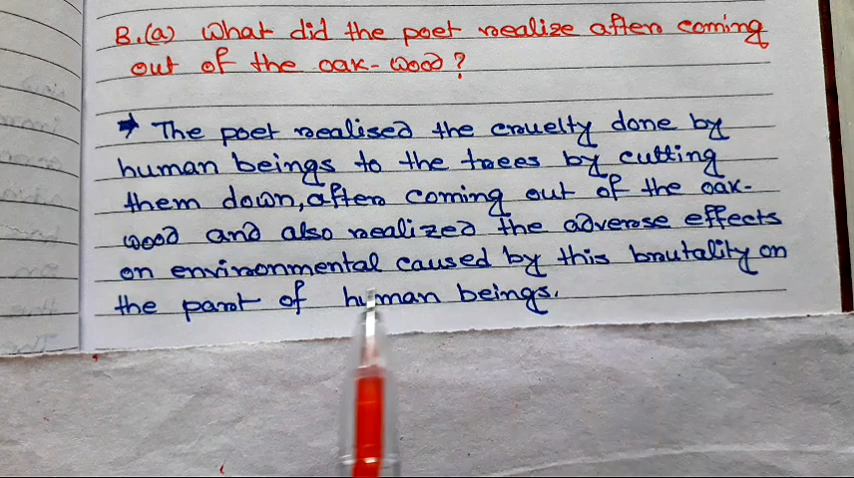 B.(a) What did the poet realize after coming
out of the oak-wood?
→ The poet realised the cruelty done by
human beings to the trees by cutting
them down, after coming out of the oak-
wood and also realized the adverse effects
on environmental caused by this brutality on
the part of human beings.